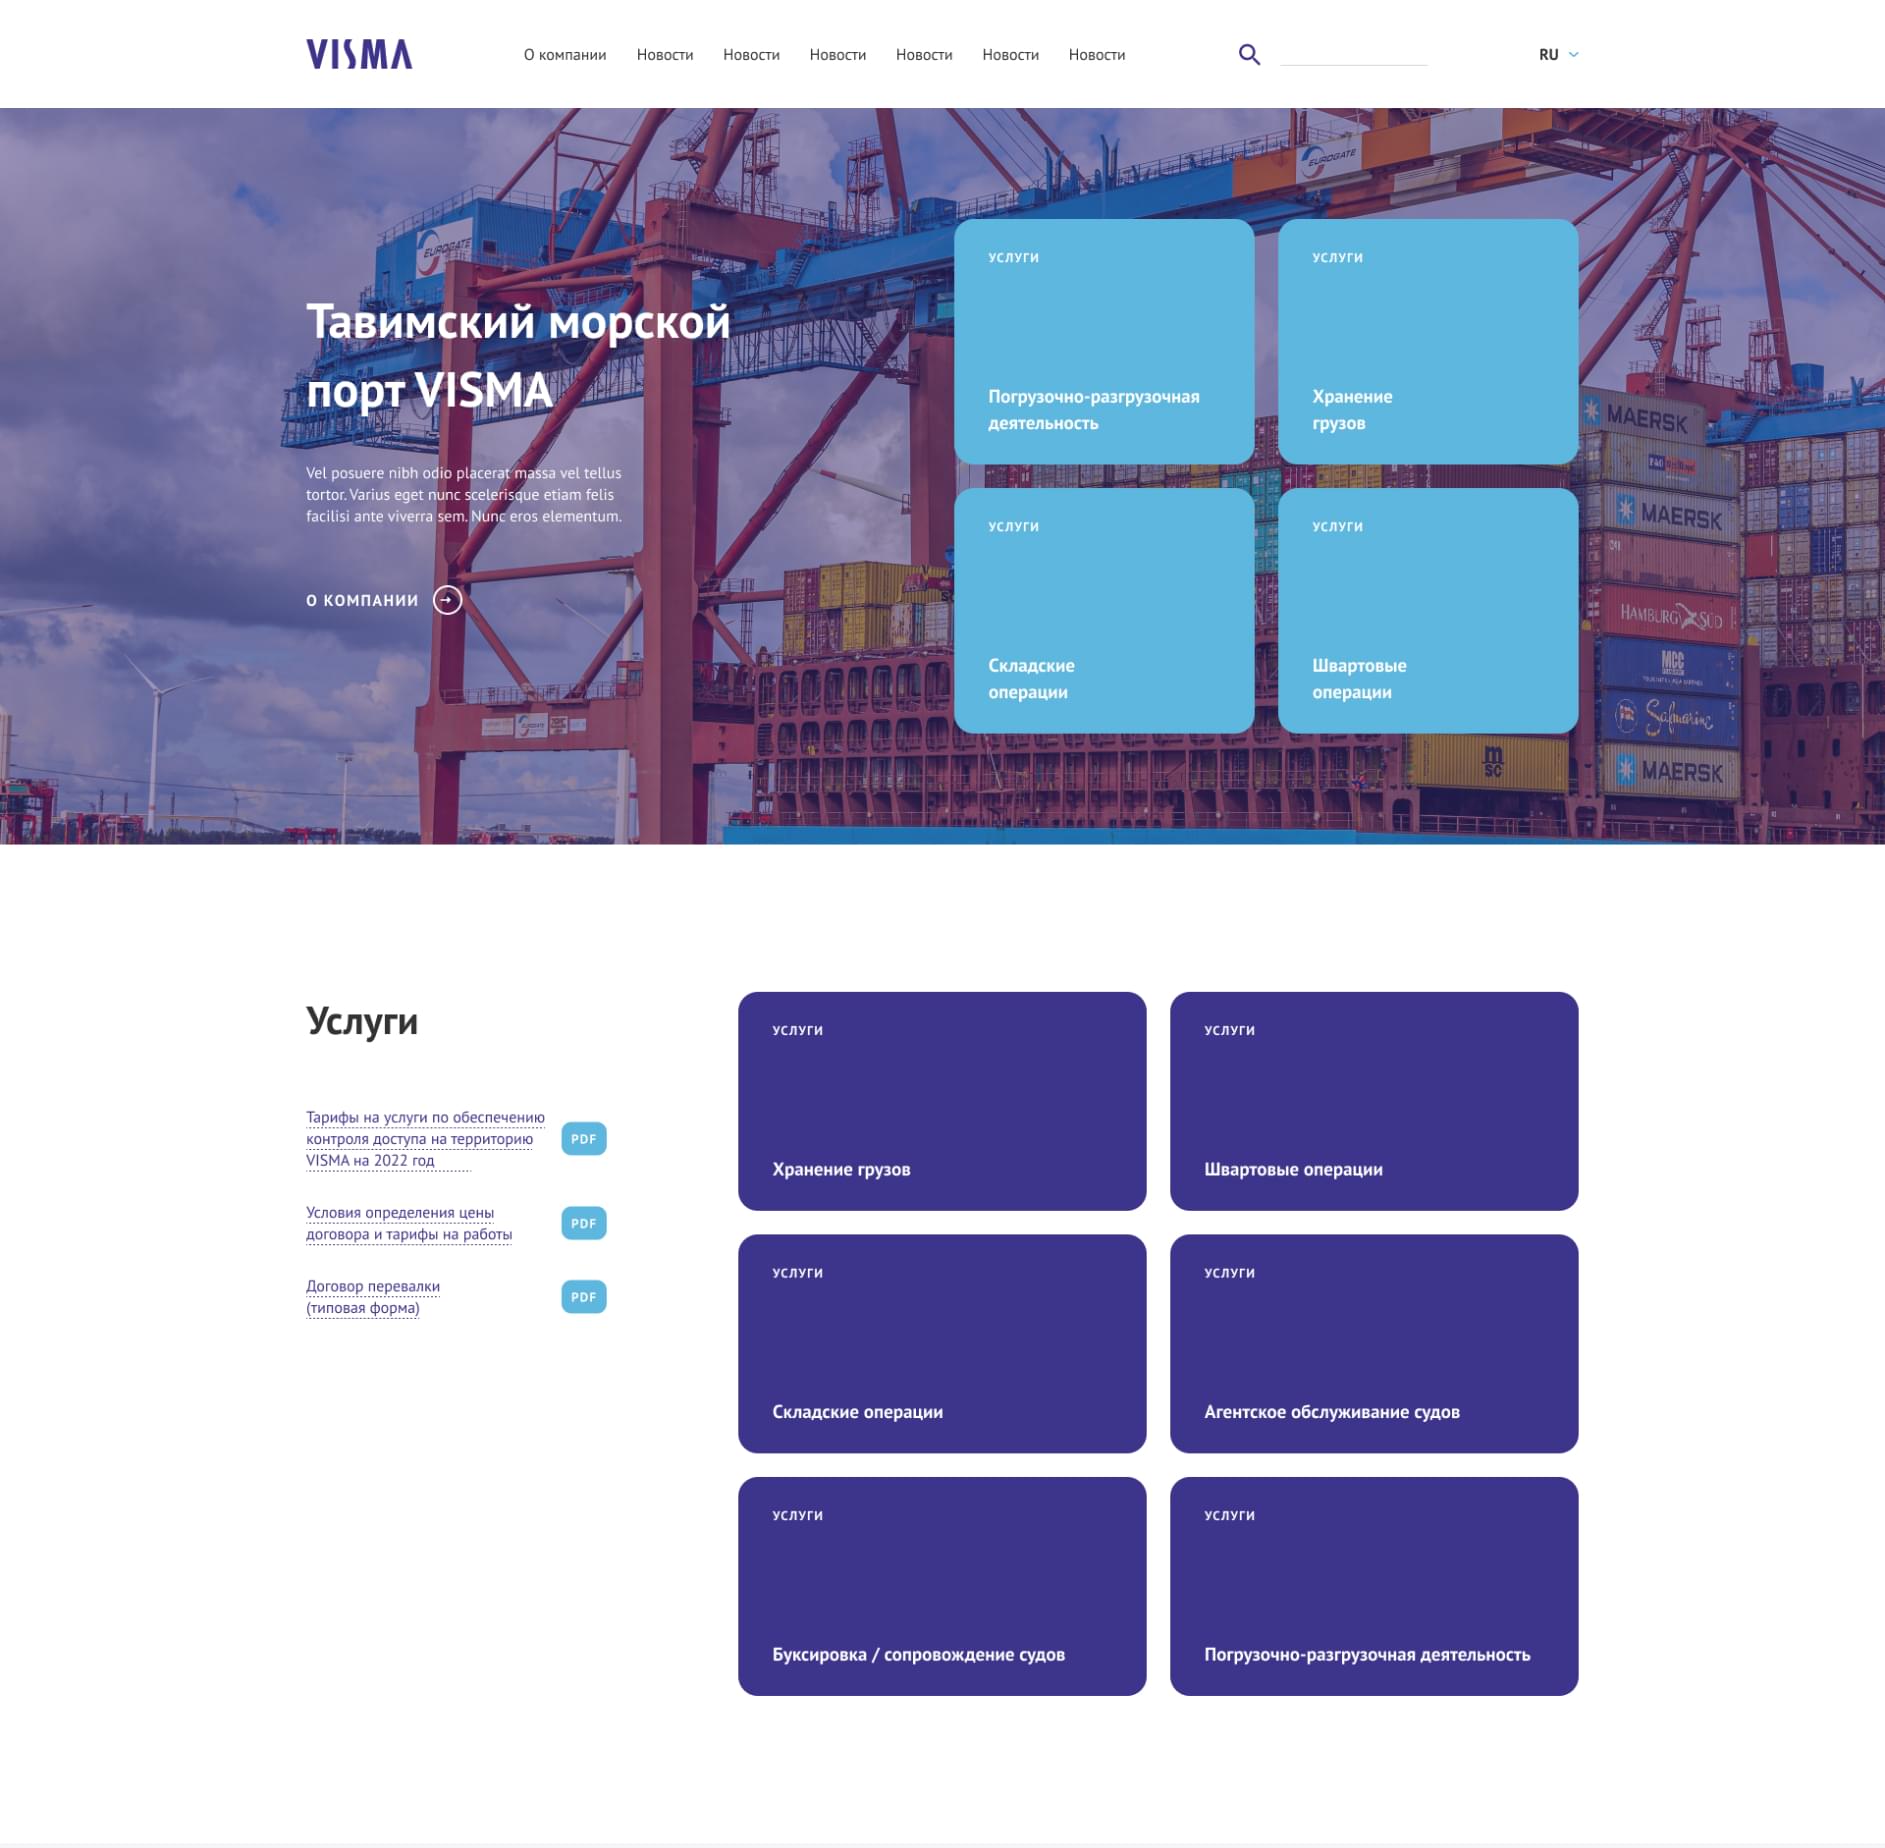 VISMA
О компании Новости Новости Новости Новости Новости Новости
RU
EUROGATE
EUROGATE
Тавимский морской
порт VISMA
Vel posuere nibh odio placerat massa vel tellus
tortor. Varius eget nunc scelerisque etiam felis
facilisi ante viverra sem. Nunc eros elementum.
О КОМПАНИИ
УСЛУГИ
Погрузочно-разгрузочная
деятельность
УСЛУГИ
Хранение
грузов
УСЛУГИ
Складские
операции
УСЛУГИ
Швартовые
операции
MAERSK
MAERSK
HAMBURG SÜD
MCC
Safmarine
MAERSK
msc
EUROGATE
Услуги
Тарифы на услуги по обеспечению
контроля доступа на территорию
VISMA на 2022 год
PDF
Условия определения цены
договора и тарифы на работы
PDF
Договор перевалки
(типовая форма)
PDF
УСЛУГИ
Хранение грузов
УСЛУГИ
Швартовые операции
УСЛУГИ
Складские операции
УСЛУГИ
Агентское обслуживание судов
УСЛУГИ
Буксировка / сопровождение судов
УСЛУГИ
Погрузочно-разгрузочная деятельность